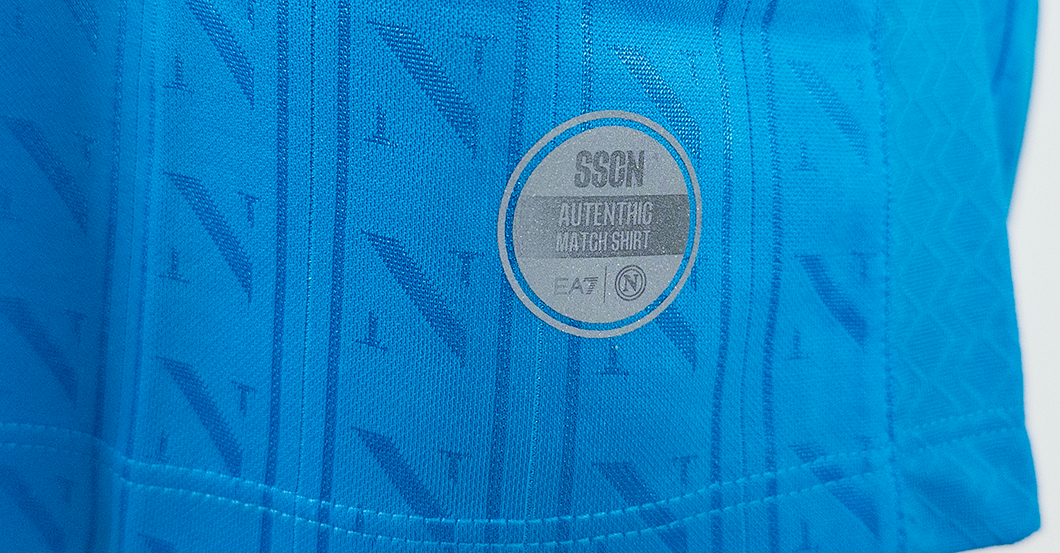 SSCN
AUTENTHIC
MATCH SHIRT
EA7 | N